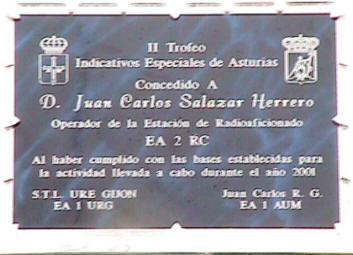 II Trofeo
Indicativos Especiales de Asturias
Concedido A
D. Juan Carlos Salazar Herrero
Operador de la Estación de Radioaficionado
EA 2 RC
Al haber cumplido con las bases establecidas para
la actividad llevada a cabo durante el año 2001
S.T.L. URE GIJON
EA 1 URG
Juan Carlos R. G.
EA 1 AUM